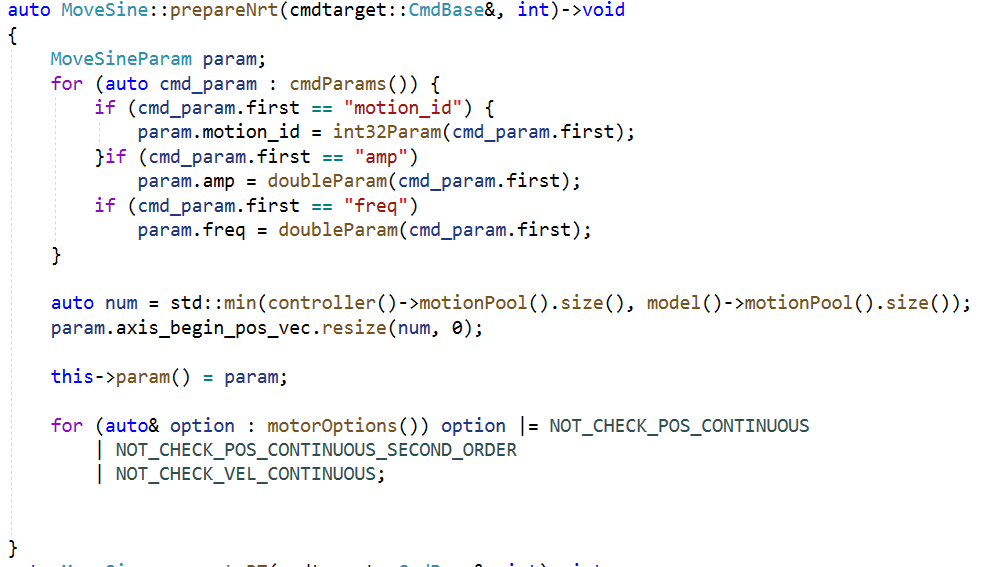 auto MoveSine::prepareNrt(cmdtarget::CmdBase&, int)->void
{
    MoveSineParam param;
    for (auto cmd_param : cmdParams()) {
        if (cmd_param.first == "motion_id") {
            param.motion_id = int32Param(cmd_param.first);
        }if (cmd_param.first == "amp")
            param.amp = doubleParam(cmd_param.first);
        if (cmd_param.first == "freq")
            param.freq = doubleParam(cmd_param.first);
    }
    auto num = std::min(controller()->motionPool().size(), model()->motionPool().size());
    param.axis_begin_pos_vec.resize(num, 0);
    this->param() = param;
    for (auto& option : motorOptions()) option |= NOT_CHECK_POS_CONTINUOUS
        | NOT_CHECK_POS_CONTINUOUS_SECOND_ORDER
        | NOT_CHECK_VEL_CONTINUOUS;
}